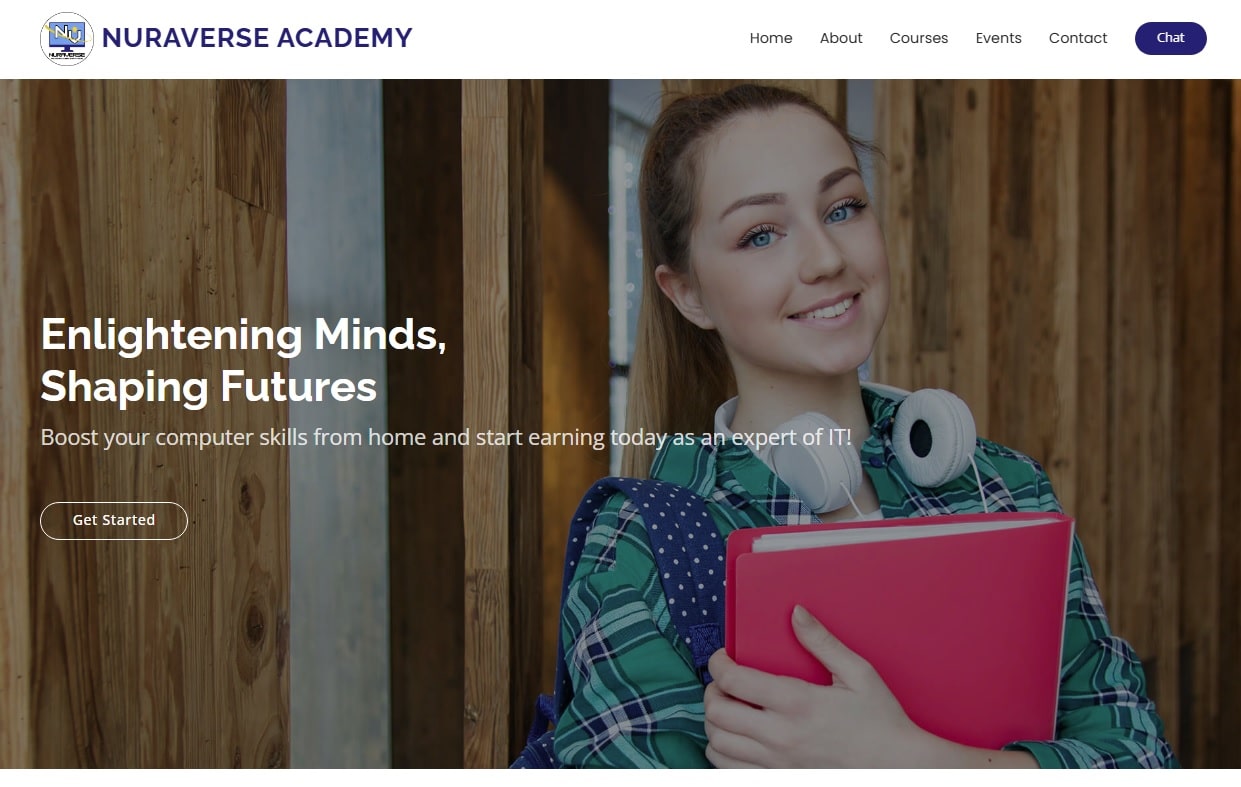 NV
NURAVERSE
NURAVERSE ACADEMY
Home
About
Courses
Events
Contact
Chat
Enlightening Minds,
Shaping Futures
Boost your computer skills from home and start earning today as an expert of IT!
Get Started